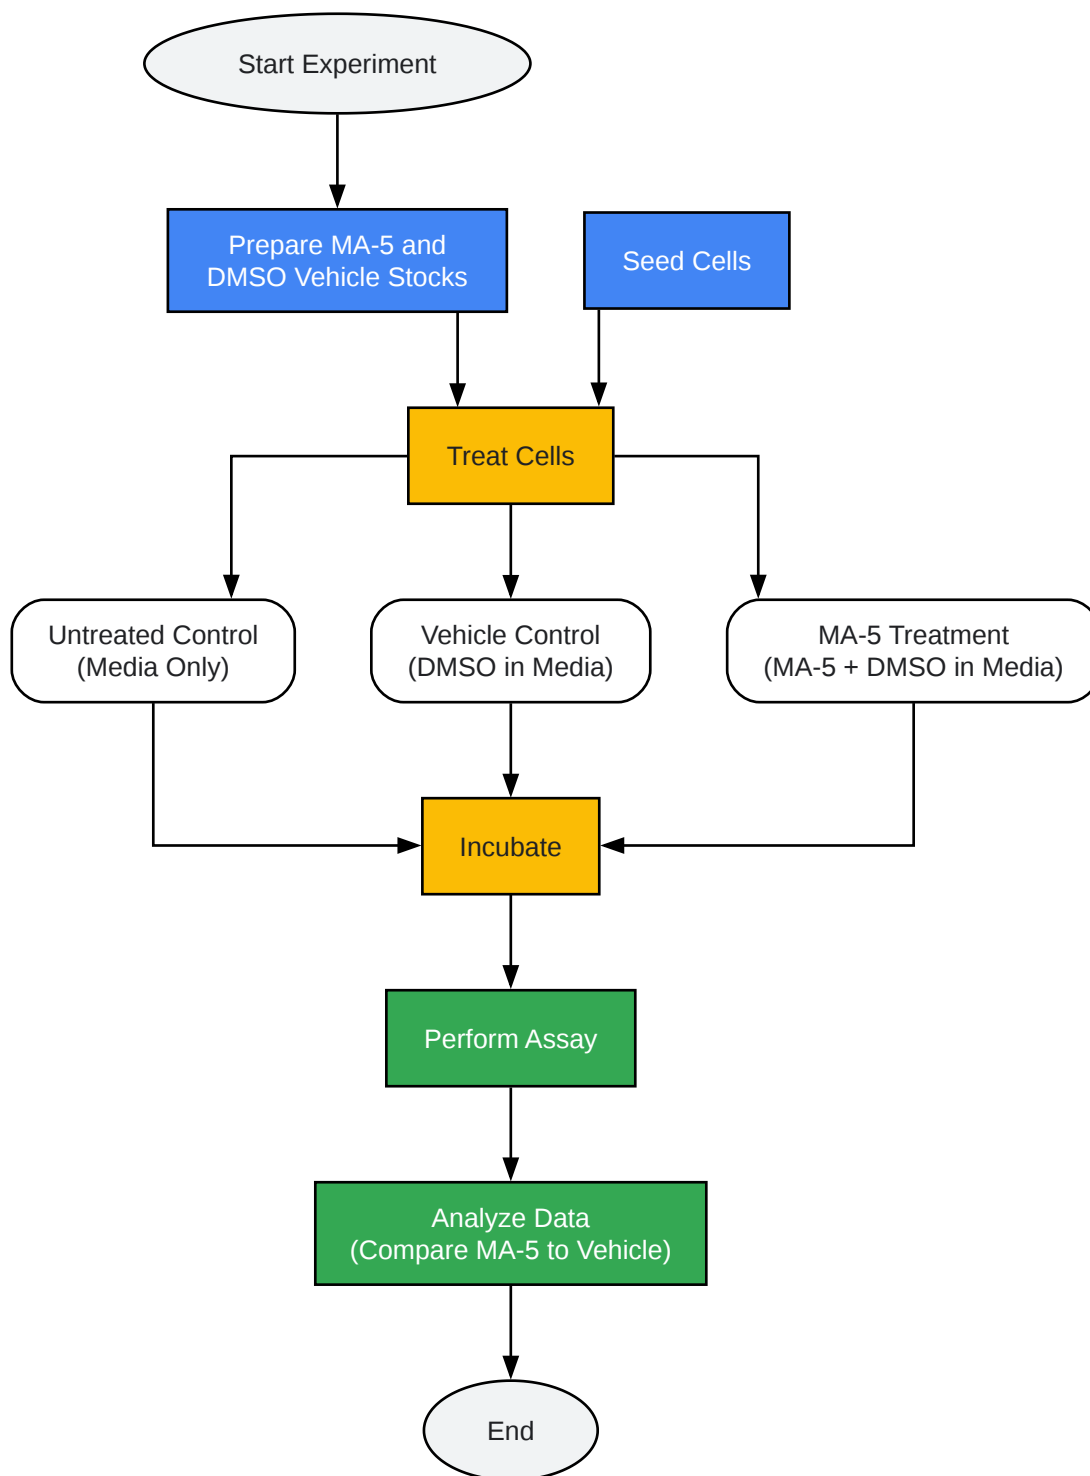 Start Experiment
Prepare MA-5 and
DMSO Vehicle Stocks
Seed Cells
Treat Cells
Untreated Control
(Media Only)
Vehicle Control
(DMSO in Media)
MA-5 Treatment
(MA-5 + DMSO in Media)
Incubate
Perform Assay
Analyze Data
(Compare MA-5 to Vehicle)
End